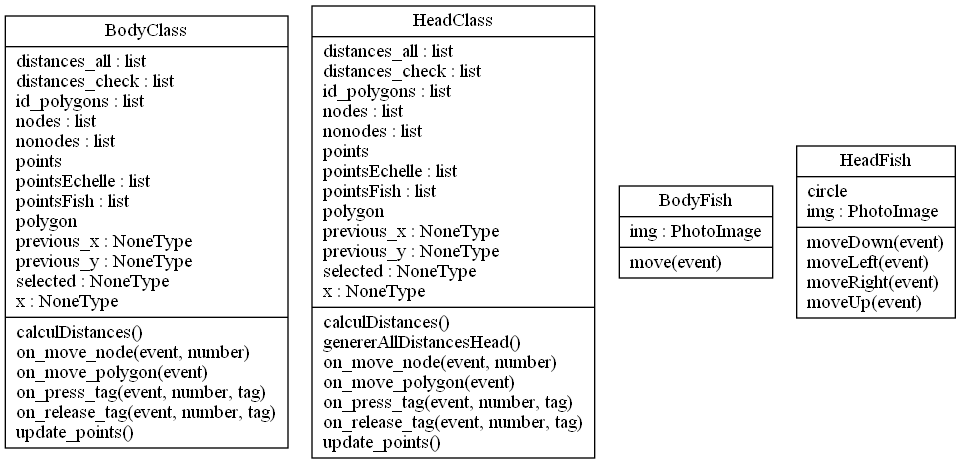 BodyClass
distances_all : list
distances_check : list
id_polygons : list
nodes : list
nonodes : list
points
pointsEchelle : list
pointsFish : list
polygon
previous_x : NoneType
previous_y : NoneType
selected : NoneType
x : NoneType
calculDistances()
on_move_node(event, number)
on_move_polygon(event)
on_press_tag(event, number, tag)
on_release_tag(event, number, tag)
update_points()
HeadClass
distances_all : list
distances_check : list
id_polygons : list
nodes : list
nonodes : list
points
pointsEchelle : list
pointsFish : list
polygon
previous_x : NoneType
previous_y : NoneType
selected : NoneType
x : NoneType
calculDistances()
genererAllDistancesHead()
on_move_node(event, number)
on_move_polygon(event)
on_press_tag(event, number, tag)
on_release_tag(event, number, tag)
update_points()
BodyFish
img : PhotoImage
move(event)
HeadFish
circle
img : PhotoImage
moveDown(event)
moveLeft(event)
moveRight(event)
moveUp(event)